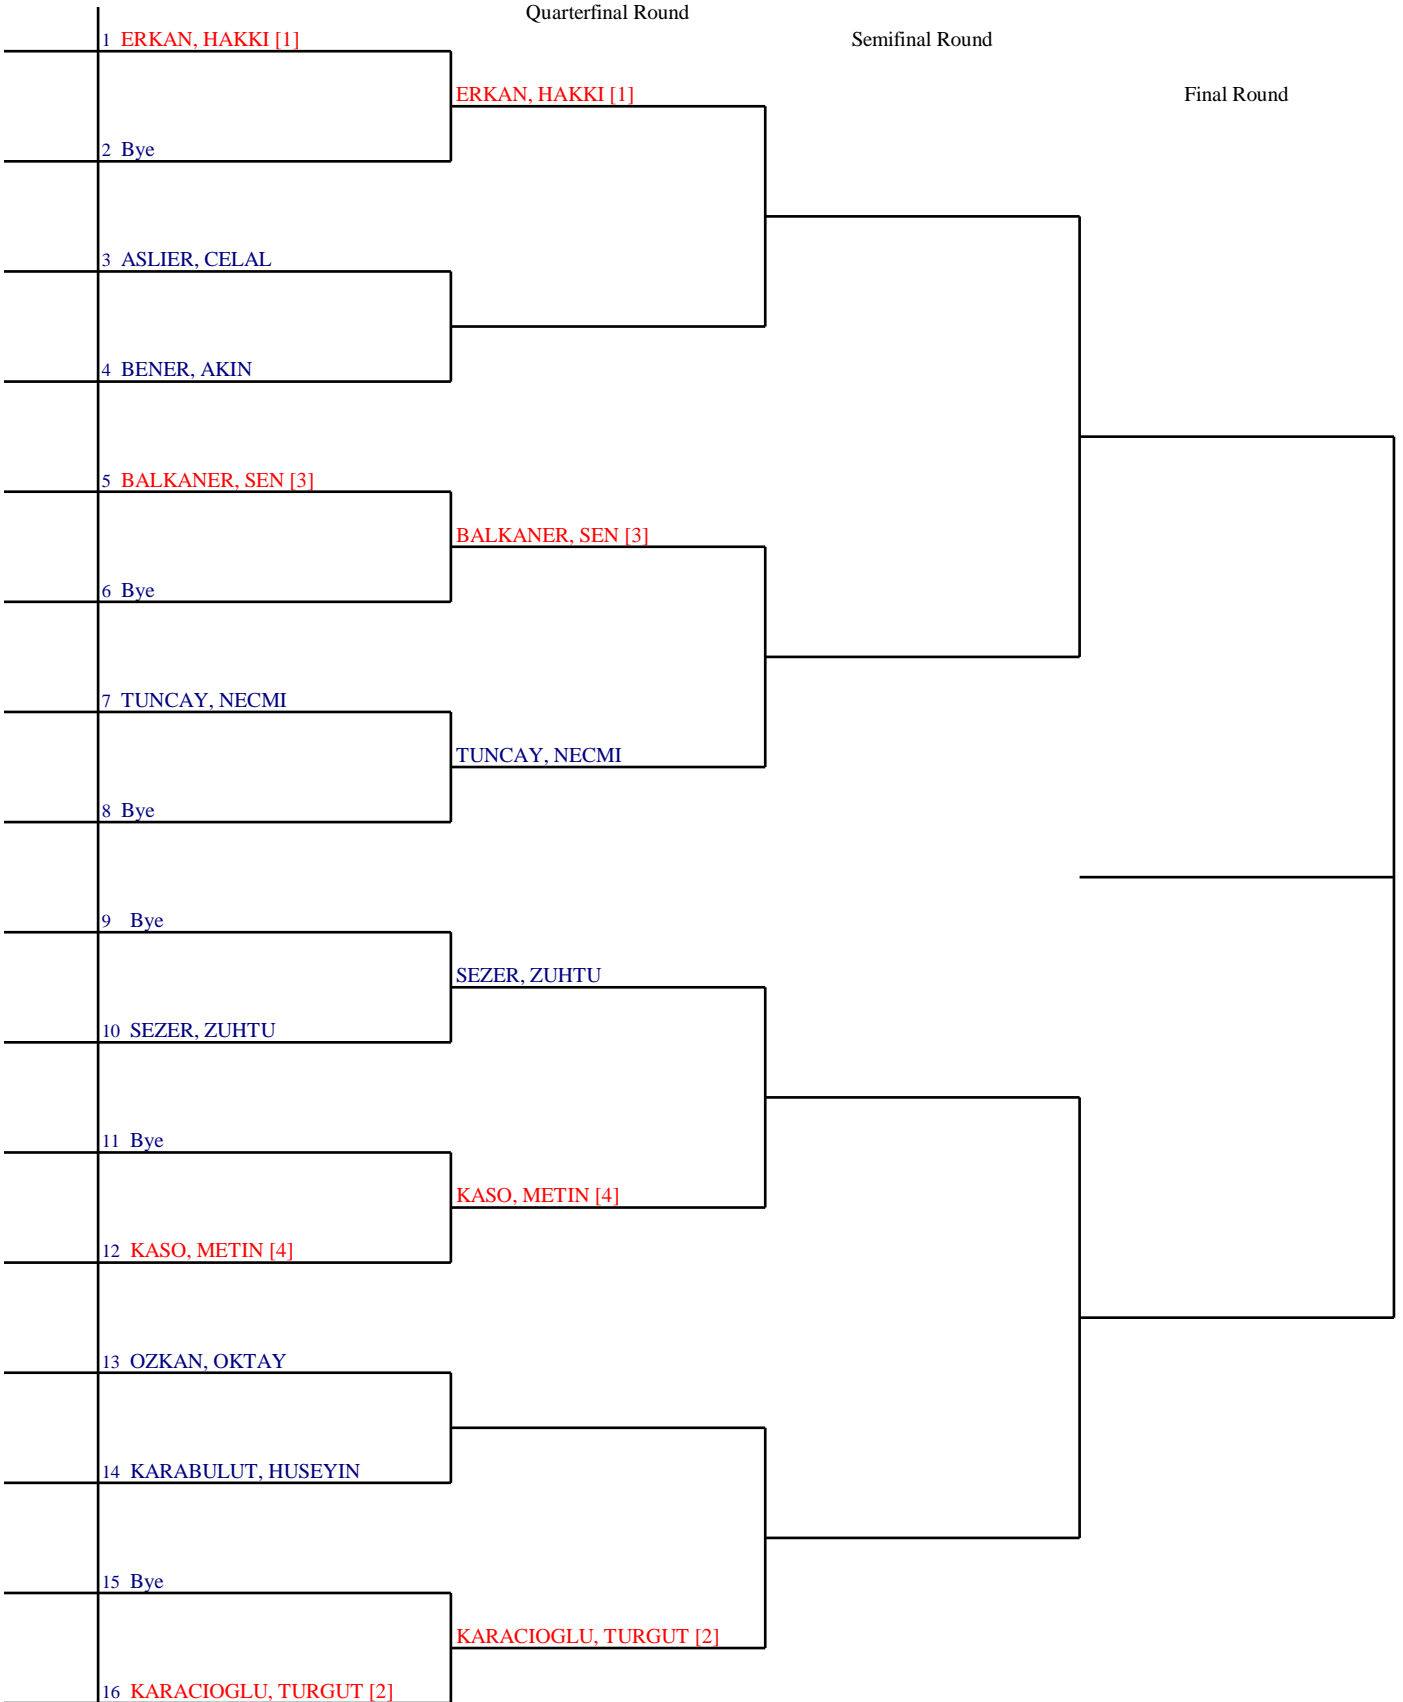 Quarterfinal Round
Semifinal Round
Final Round
1 ERKAN, HAKKI [1]
ERKAN, HAKKI [1]
2 Bye
3 ASLIER, CELAL
4 BENER, AKIN
5 BALKANER, SEN [3]
BALKANER, SEN [3]
6 Bye
7 TUNCAY, NECMI
TUNCAY, NECMI
8 Bye
9 Bye
SEZER, ZUHTU
10 SEZER, ZUHTU
11 Bye
KASO, METIN [4]
12 KASO, METIN [4]
13 OZKAN, OKTAY
14 KARABULUT, HUSEYIN
15 Bye
KARACIOGLU, TURGUT [2]
16 KARACIOGLU, TURGUT [2]